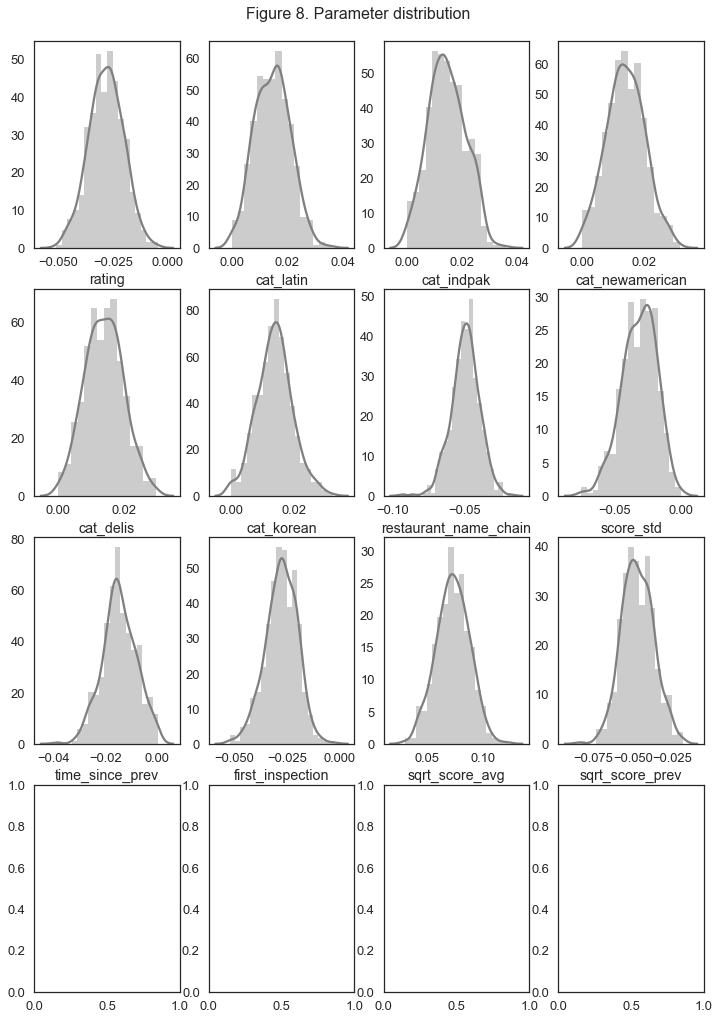 Figure 8. Parameter distribution
50 40 30 20 10 0
60 50 40 30 20 10 0
50 40 30 20 10 0
60 50 40 30 20 10 0
−0.050 −0.025 0.000
0.00 0.02 0.04
0.00 0.02 0.04
0.00 0.02
rating cat_latin cat_indpak cat_newamerican
60 40 20 0
80 60 40 20 0
50 40 30 20 10 0
30 25 20 15 10 5 0
0.00 0.02
0.00 0.02
−0.10 −0.05
−0.05 0.00
cat_delis cat_korean restaurant_name_chain score_std
80 60 40 20 0
50 40 30 20 10 0
30 25 20 15 10 5 0
40 30 20 10 0
−0.04 −0.02 0.00
−0.050 −0.025 0.000
0.05 0.10
−0.075 −0.050 −0.025
time_since_prev first_inspection sqrt_score_avg sqrt_score_prev
1.0 0.8 0.6 0.4 0.2 0.0
1.0 0.8 0.6 0.4 0.2 0.0
1.0 0.8 0.6 0.4 0.2 0.0
1.0 0.8 0.6 0.4 0.2 0.0
0.0 0.5 1.0
0.0 0.5 1.0
0.0 0.5 1.0
0.0 0.5 1.0